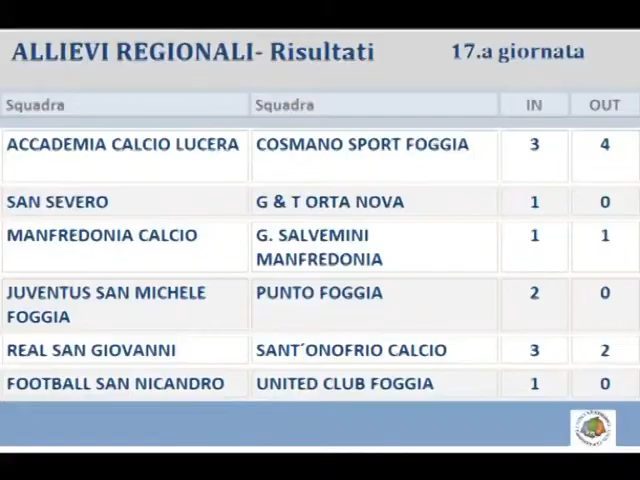 ALLIEVI REGIONALI- Risultati 17.a giornata
Squadra Squadra IN OUT
ACCADEMIA CALCIO LUCERA COSMANO SPORT FOGGIA 3 4
SAN SEVERO G & T ORTA NOVA 1 0
MANFREDONIA CALCIO G. SALVEMINI 1 1
MANFREDONIA
JUVENTUS SAN MICHELE PUNTO FOGGIA 2 0
FOGGIA
REAL SAN GIOVANNI SANT´ONOFRIO CALCIO 3 2
FOOTBALL SAN NICANDRO UNITED CLUB FOGGIA 1 0